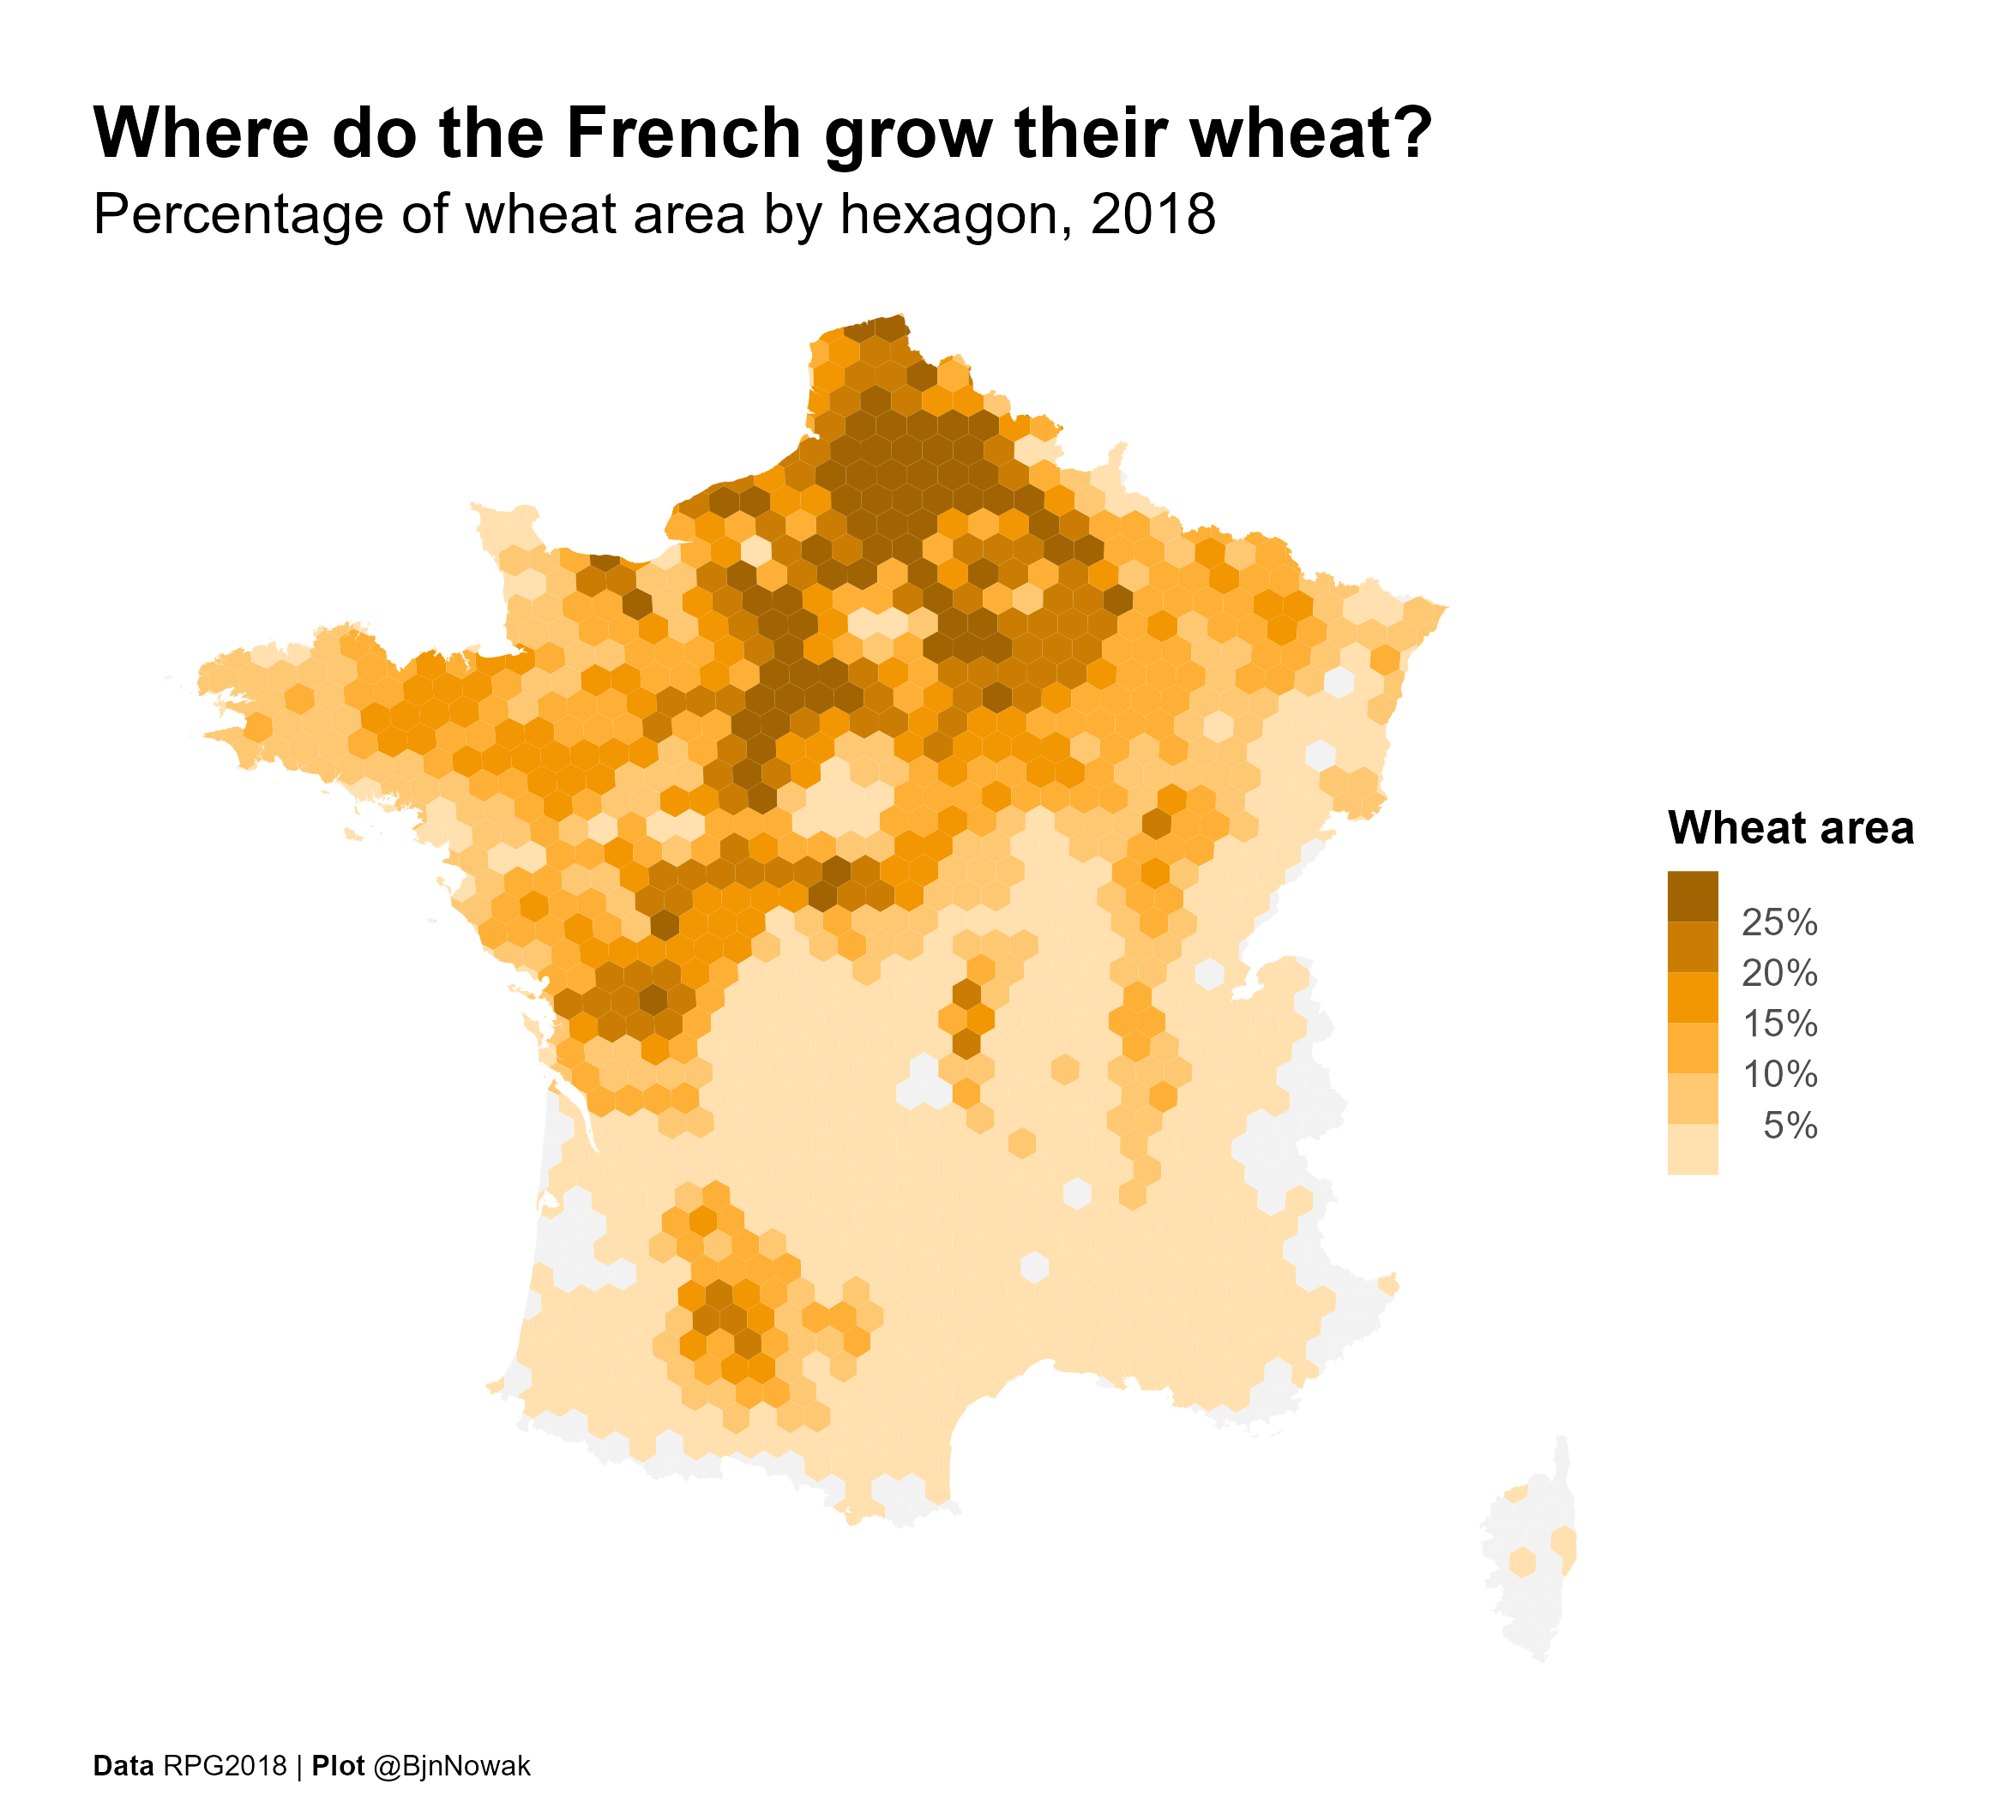 Where do the French grow their wheat?
Percentage of wheat area by hexagon, 2018
Wheat area
25%
20%
15%
10%
5%
Data RPG2018 | Plot @BjnNowak